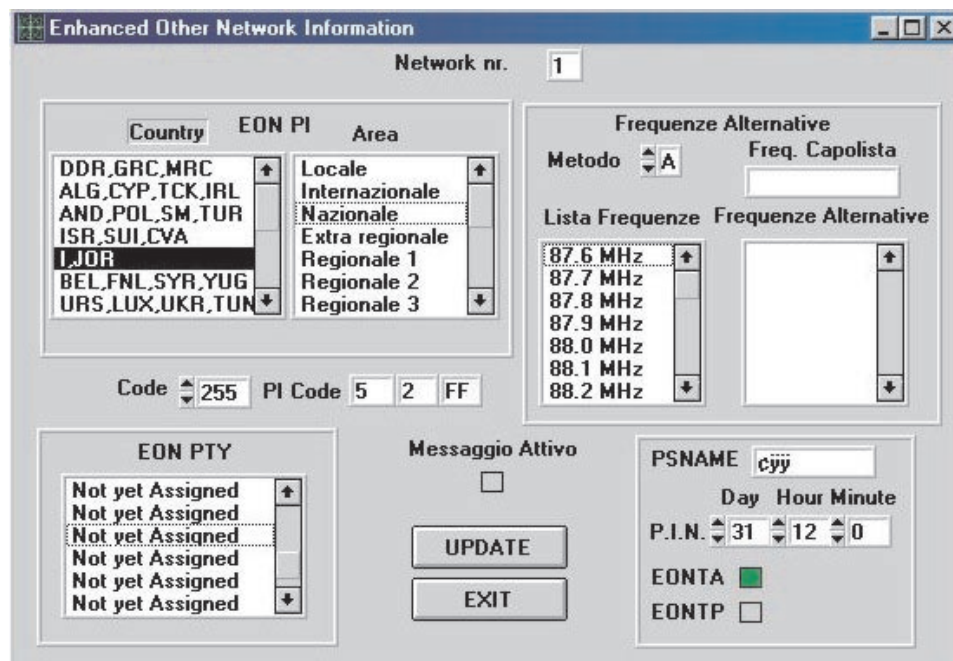 Enhanced Other Network Information
Network nr. 1
EON PI
Country
Area
DDR,GRC,MRC
ALG,CYP,TCK,IRL
AND,POL,SM,TUR
ISR,SUI,CVA
I,JOR
BEL,FNL,SYR,YUG
URS,LUX,UKR,TUN
Locale
Internazionale
Nazionale
Extra regionale
Regionale 1
Regionale 2
Regionale 3
Frequenze Alternative
Metodo A
Freq. Capolista
Lista Frequenze
87.6 MHz
87.7 MHz
87.8 MHz
87.9 MHz
88.0 MHz
88.1 MHz
88.2 MHz
Frequenze Alternative
Code 255 PI Code 5 2 FF
EON PTY
Not yet Assigned
Not yet Assigned
Not yet Assigned
Not yet Assigned
Not yet Assigned
Not yet Assigned
Messaggio Attivo
UPDATE
EXIT
PSNAME cÿÿ
Day Hour Minute
P.I.N. 31 12 0
EONTA
EONTP